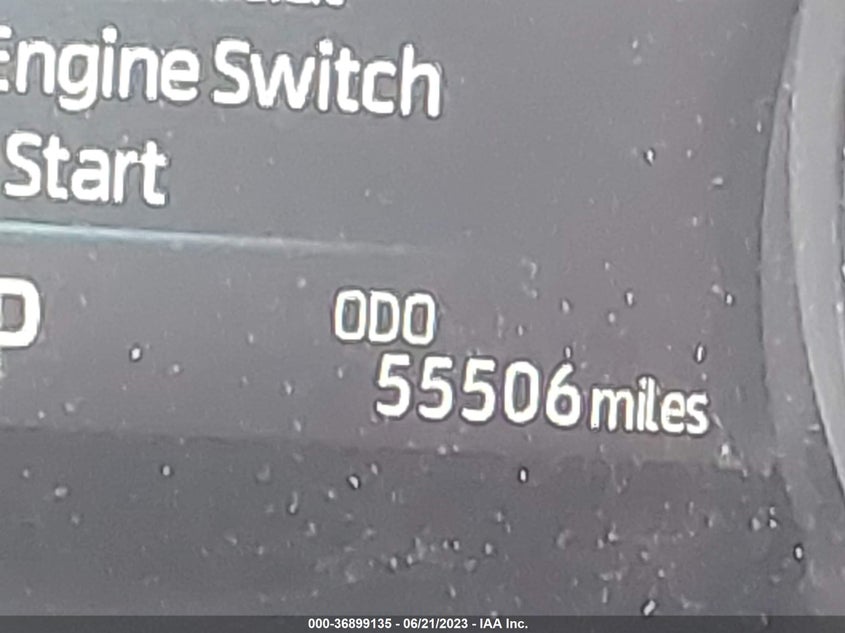 Engine Switch
Start
P
ODO
55506 miles
000-36899135 - 06/21/2023 - IAA Inc.